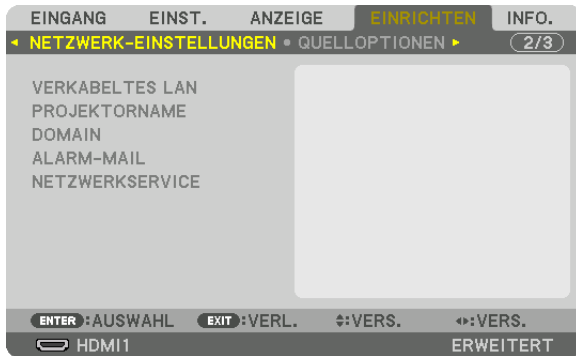 EINGANG EINST. ANZEIGE EINRICHTEN INFO.
NETZWERK-EINSTELLUNGEN • QUELLOPTIONEN 2/3
VERKABELTES LAN
PROJEKTORNAME
DOMAIN
ALARM-MAIL
NETZWERKSERVICE
ENTER:AUSWAHL EXIT:VERL. :VERS. :VERS.
HDMI1 ERWEITERT